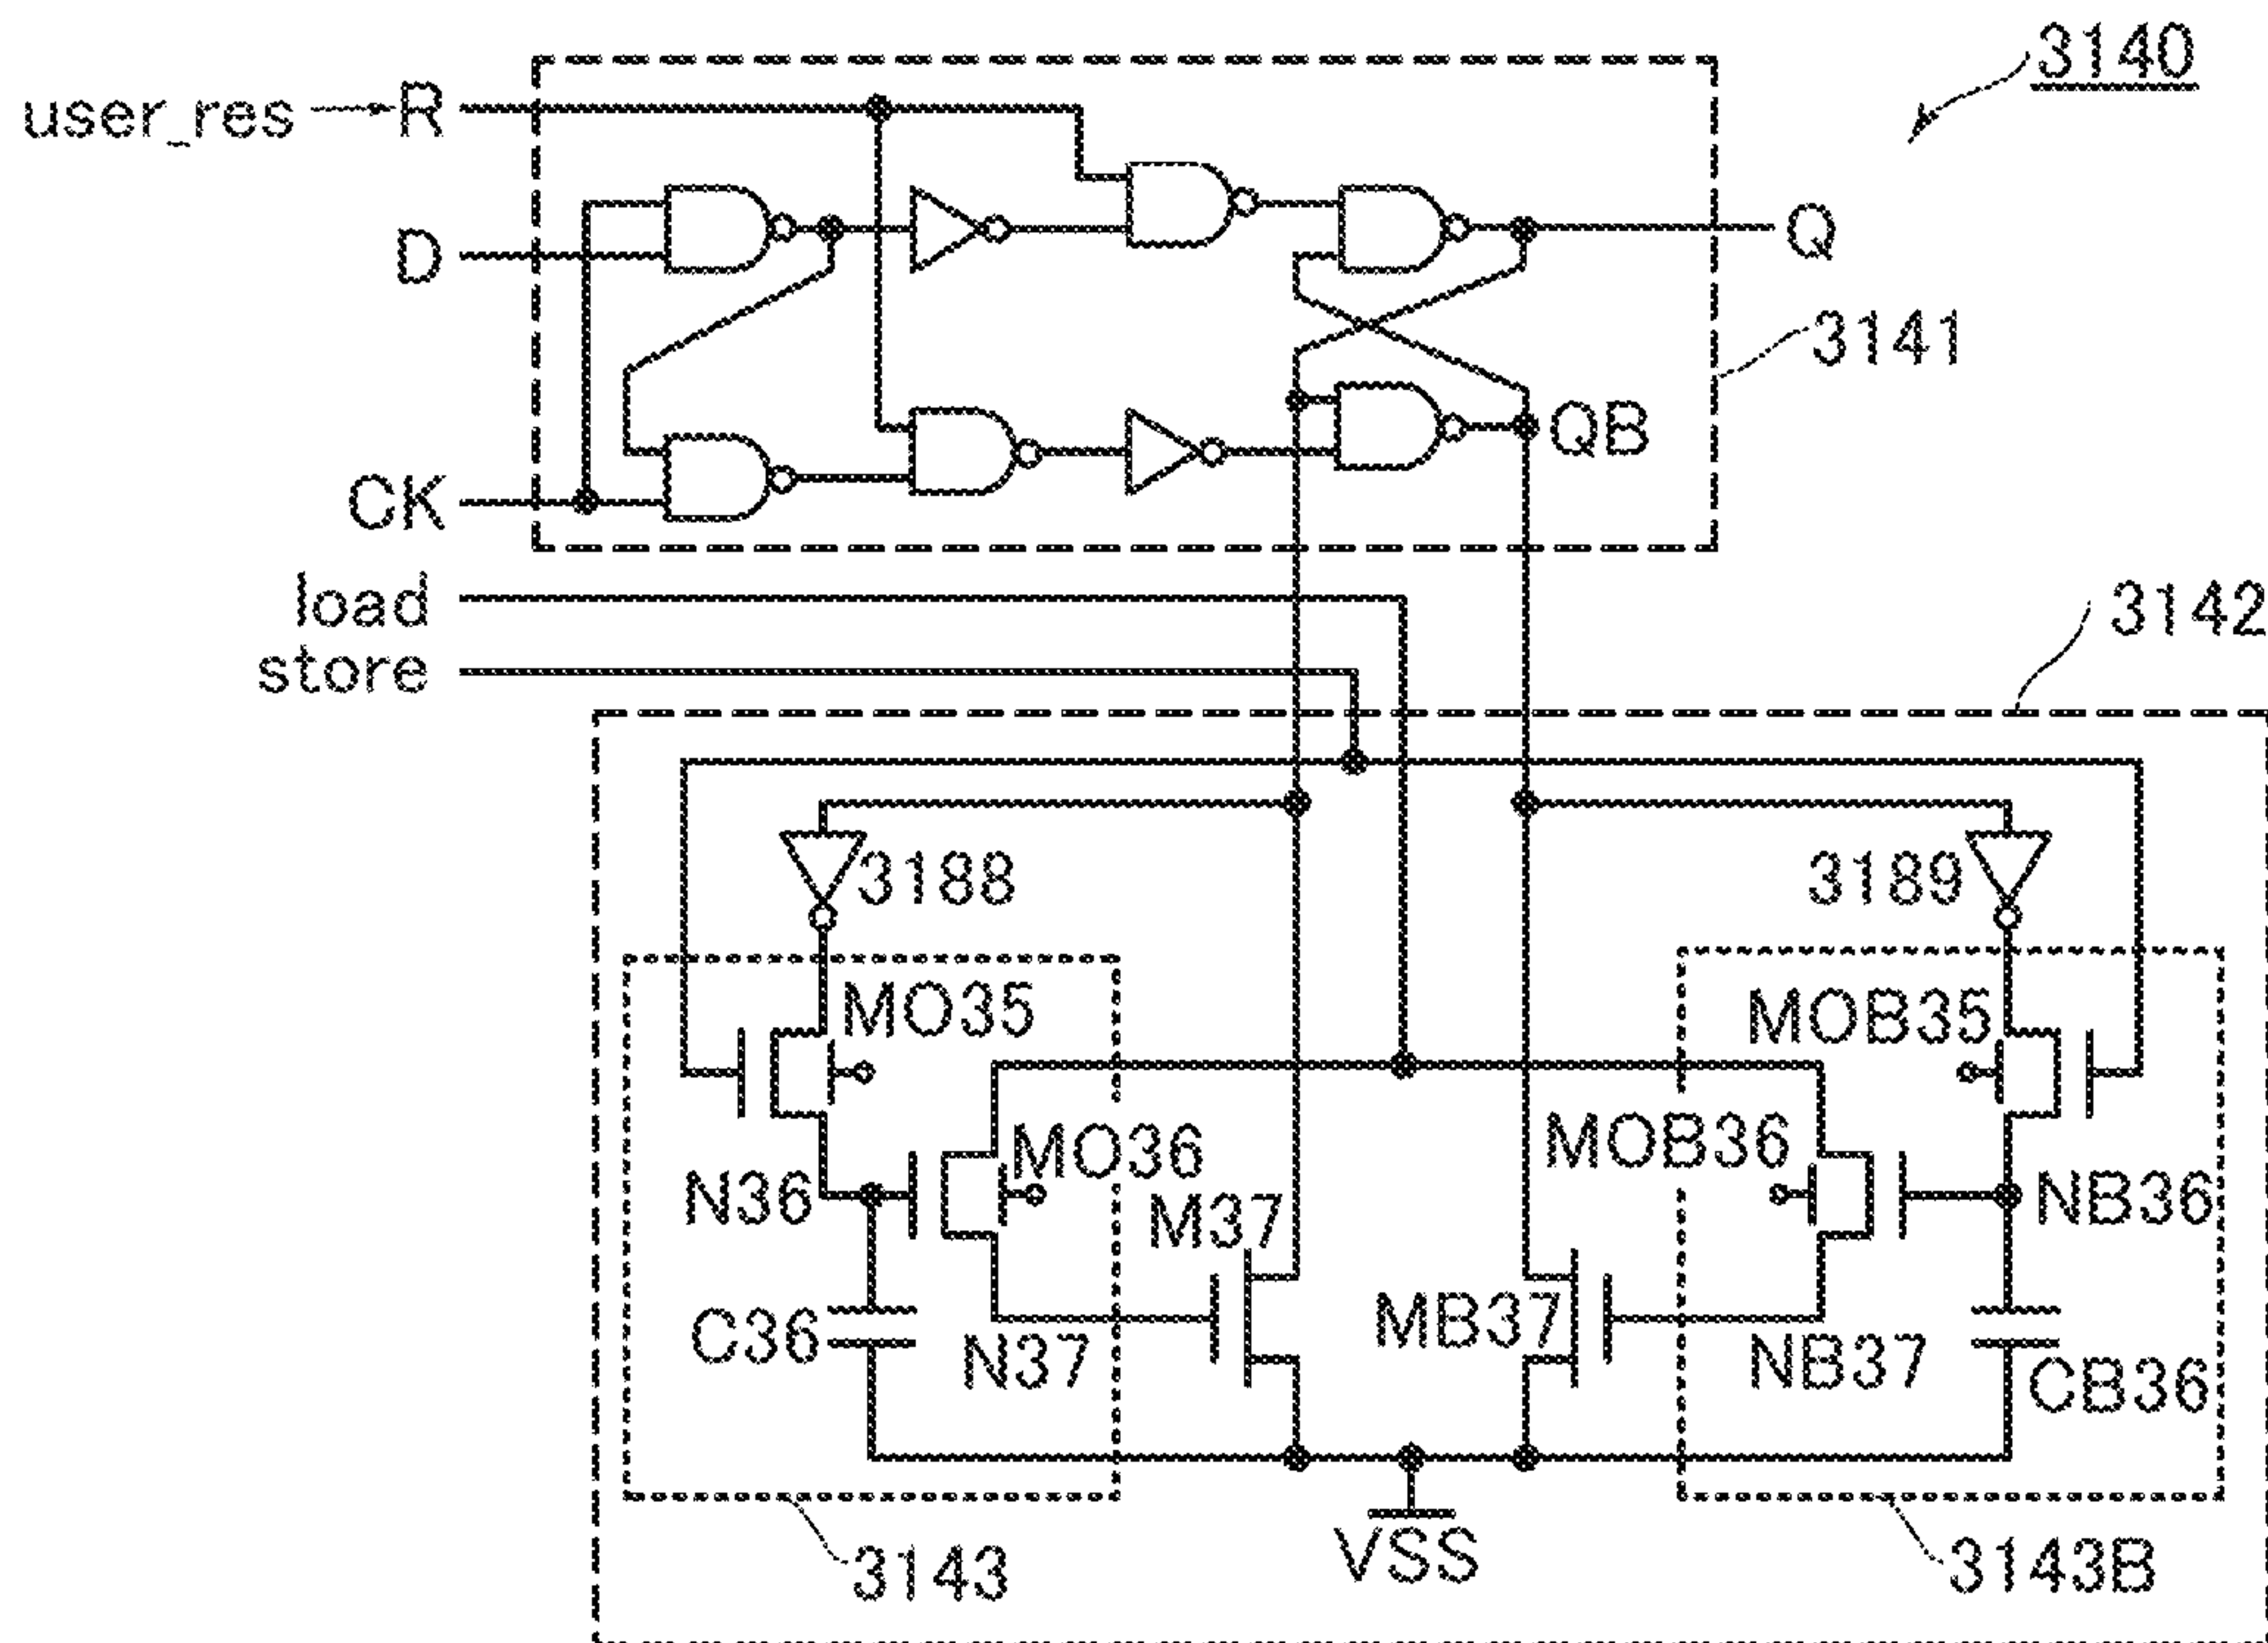 3140
user_res R
D
Q
3141
QB
CK
load
store
3142
3188
3189
MO35
MOB35
MO36
MOB36
N36
M37
NB36
C36
N37
MB37
NB37
CB36
VSS
3143
3143B